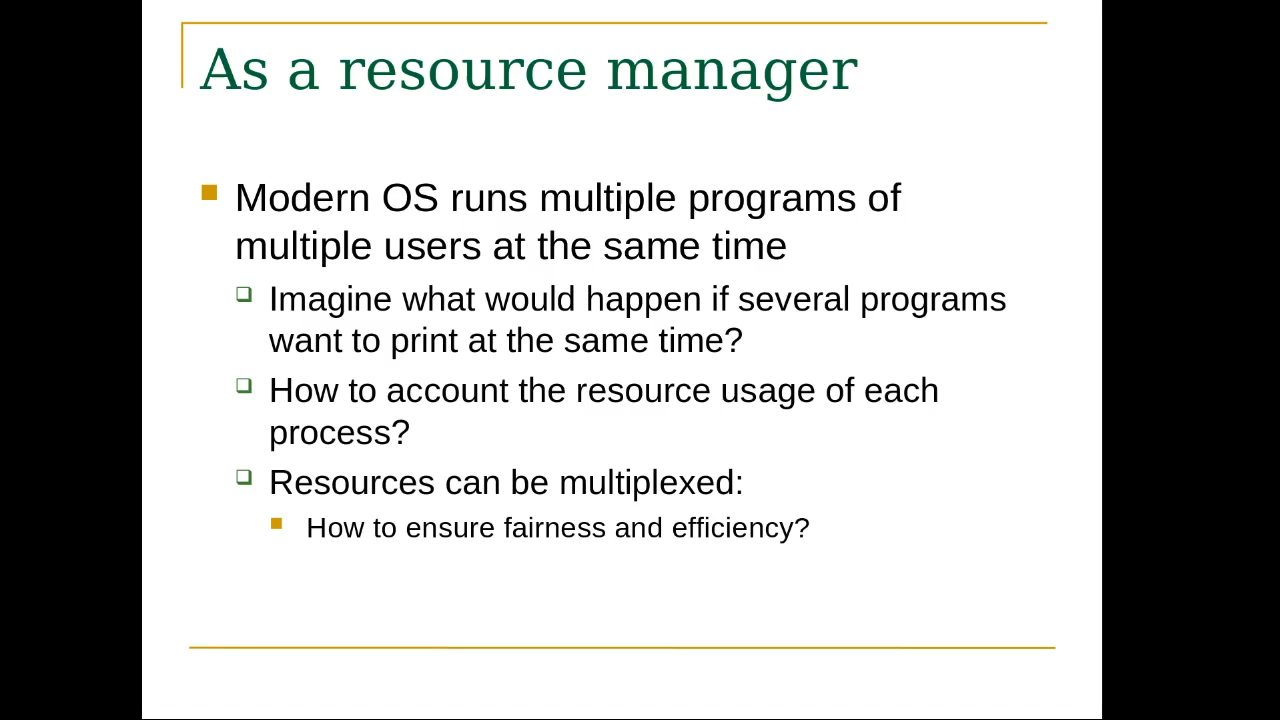 As a resource manager
Modern OS runs multiple programs of
multiple users at the same time
Imagine what would happen if several programs
want to print at the same time?
How to account the resource usage of each
process?
Resources can be multiplexed:
How to ensure fairness and efficiency?